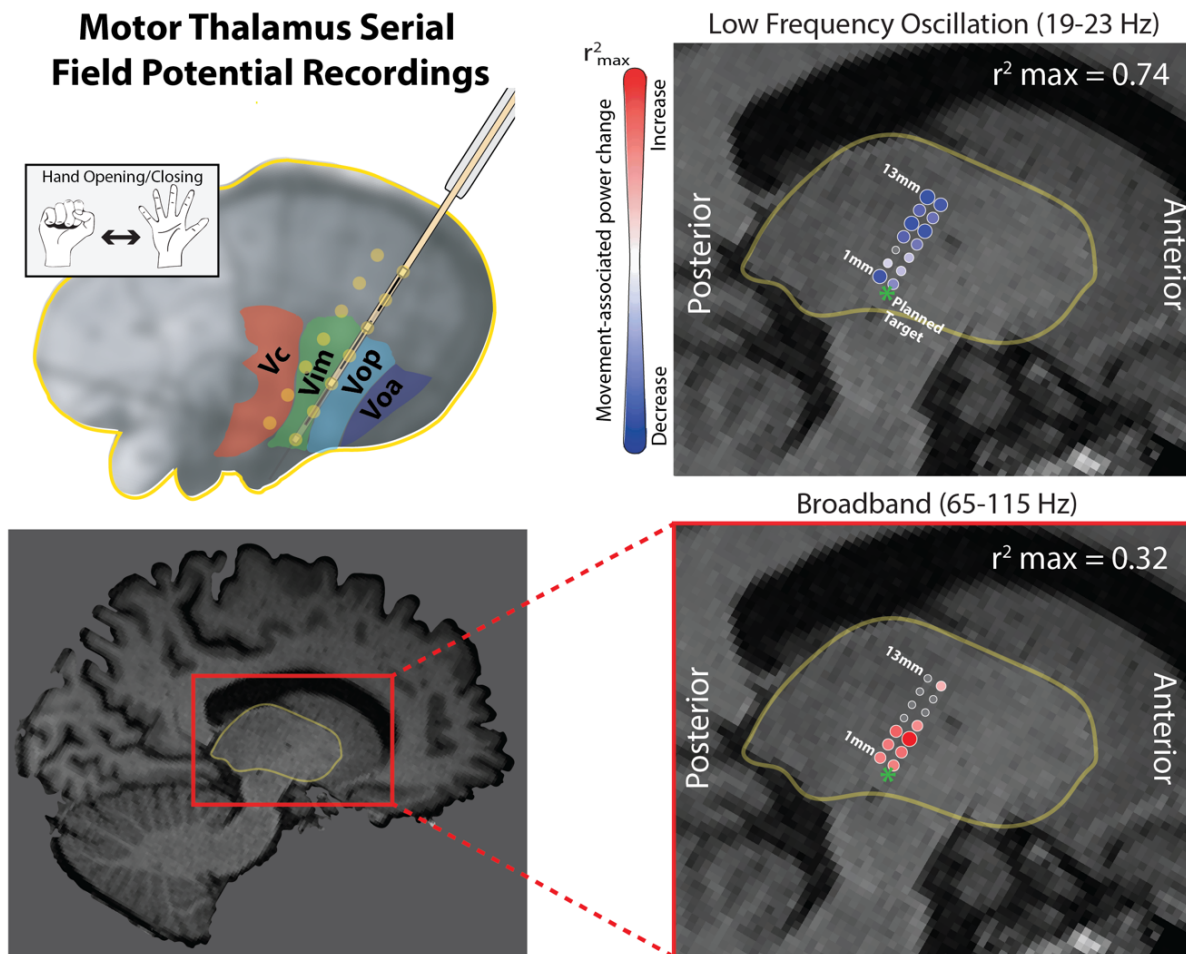 Motor Thalamus Serial
Field Potential Recordings
Hand Opening/Closing
Vc
Vim
Vop
Voa
r²max
Increase
Movement-associated power change
Decrease
Low Frequency Oscillation (19-23 Hz)
r² max = 0.74
Posterior
Anterior
13mm
1mm
Planned
Target
Broadband (65-115 Hz)
r² max = 0.32
Posterior
Anterior
13mm
1mm